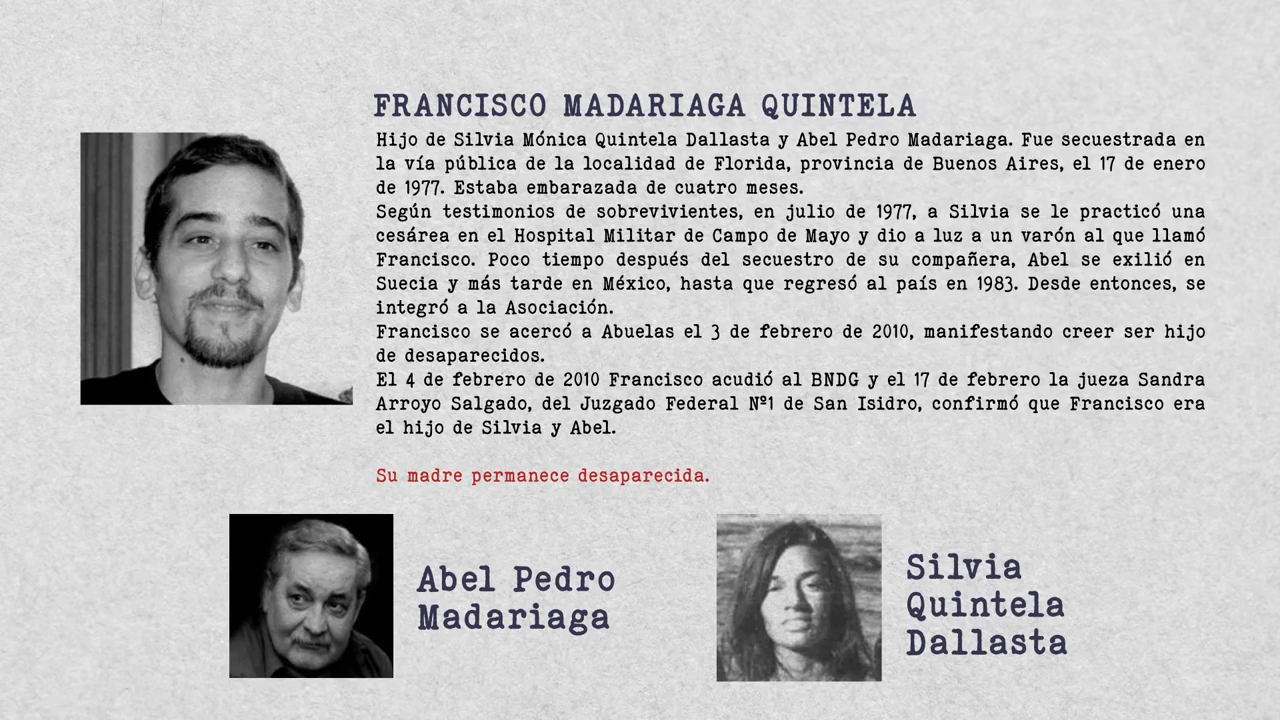 FRANCISCO MADARIAGA QUINTELA
Hijo de Silvia Mónica Quintela Dallasta y Abel Pedro Madariaga. Fue secuestrada en
la vía pública de la localidad de Florida, provincia de Buenos Aires, el 17 de enero
de 1977. Estaba embarazada de cuatro meses.
Según testimonios de sobrevivientes, en julio de 1977, a Silvia se le practicó una
cesárea en el Hospital Militar de Campo de Mayo y dio a luz a un varón al que llamó
Francisco. Poco tiempo después del secuestro de su compañera, Abel se exilió en
Suecia y más tarde en México, hasta que regresó al país en 1983. Desde entonces, se
integró a la Asociación.
Francisco se acercó a Abuelas el 3 de febrero de 2010, manifestando creer ser hijo
de desaparecidos.
El 4 de febrero de 2010 Francisco acudió al BNDG y el 17 de febrero la jueza Sandra
Arroyo Salgado, del Juzgado Federal Nº1 de San Isidro, confirmó que Francisco era
el hijo de Silvia y Abel.
Su madre permanece desaparecida.
Abel Pedro
Madariaga
Silvia
Quintela
Dallasta